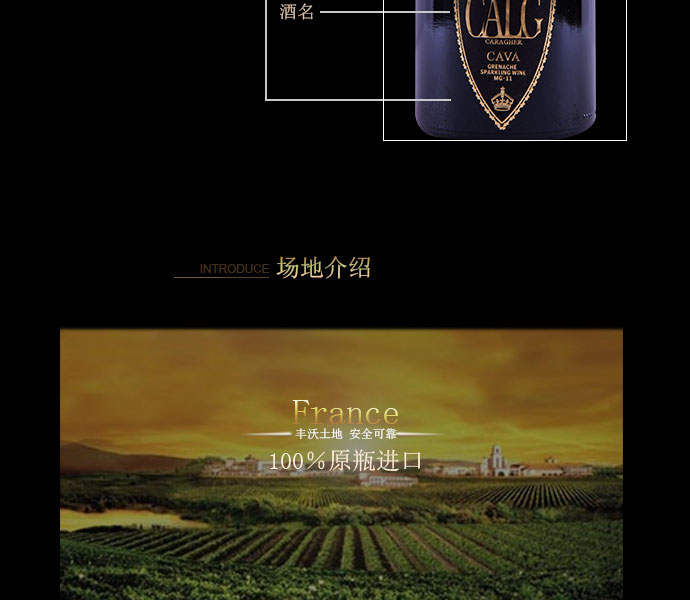 酒名
CALG
CARAGHER
CAVA
GRENACHE
SPARKLING WINE
MG-11
INTRODUCE 场地介绍
France
丰沃土地 安全可靠
100%原瓶进口